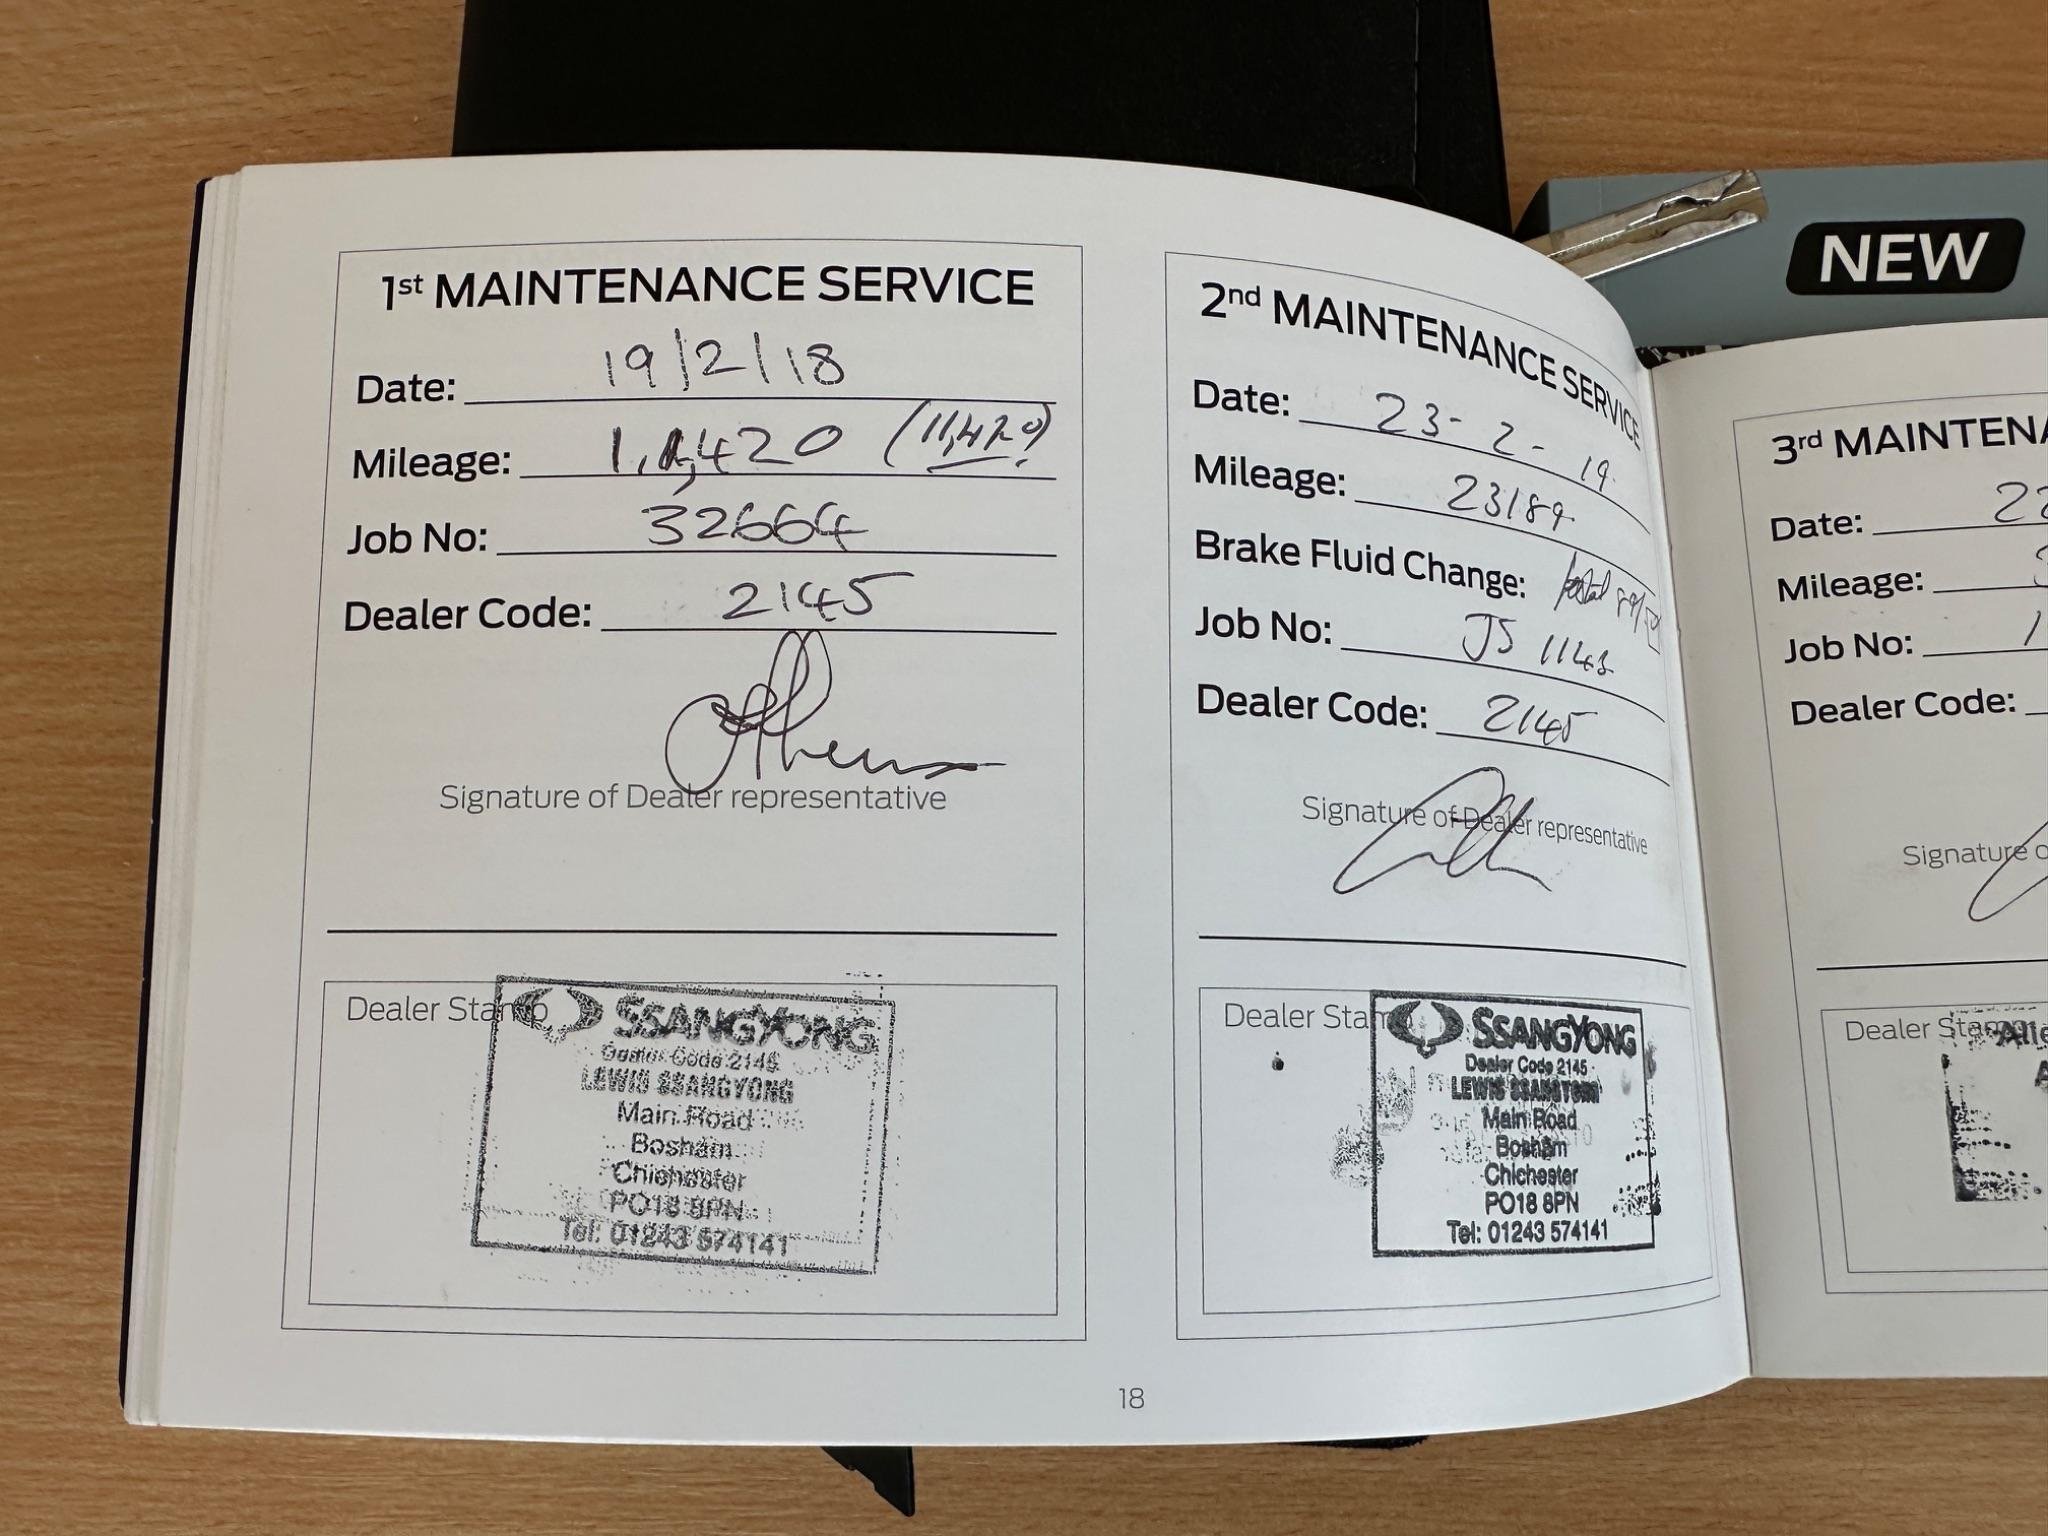 NEW
1st MAINTENANCE SERVICE
Date: 19/2/18
Mileage: 11,420 (11,420)
Job No: 32664
Dealer Code: 2145
Signature of Dealer representative
Dealer Stamp
SSANGYONG
Dealer Code 2145
LEWIS SSANGYONG
Main Road
Bosham
Chichester
PO18 8PN
Tel: 01243 574141
2nd MAINTENANCE SERVICE
Date: 23-2-19
Mileage: 23189
Brake Fluid Change:
Job No: JS 1143
Dealer Code: 2145
Signature of Dealer representative
Dealer Stamp
SSANGYONG
Dealer Code 2145
LEWIS SSANGYONG
Main Road
Bosham
Chichester
PO18 8PN
Tel: 01243 574141
18
3rd MAINTENA
Date: 22
Mileage:
Job No: 1
Dealer Code:
Signature o
Dealer Stamp